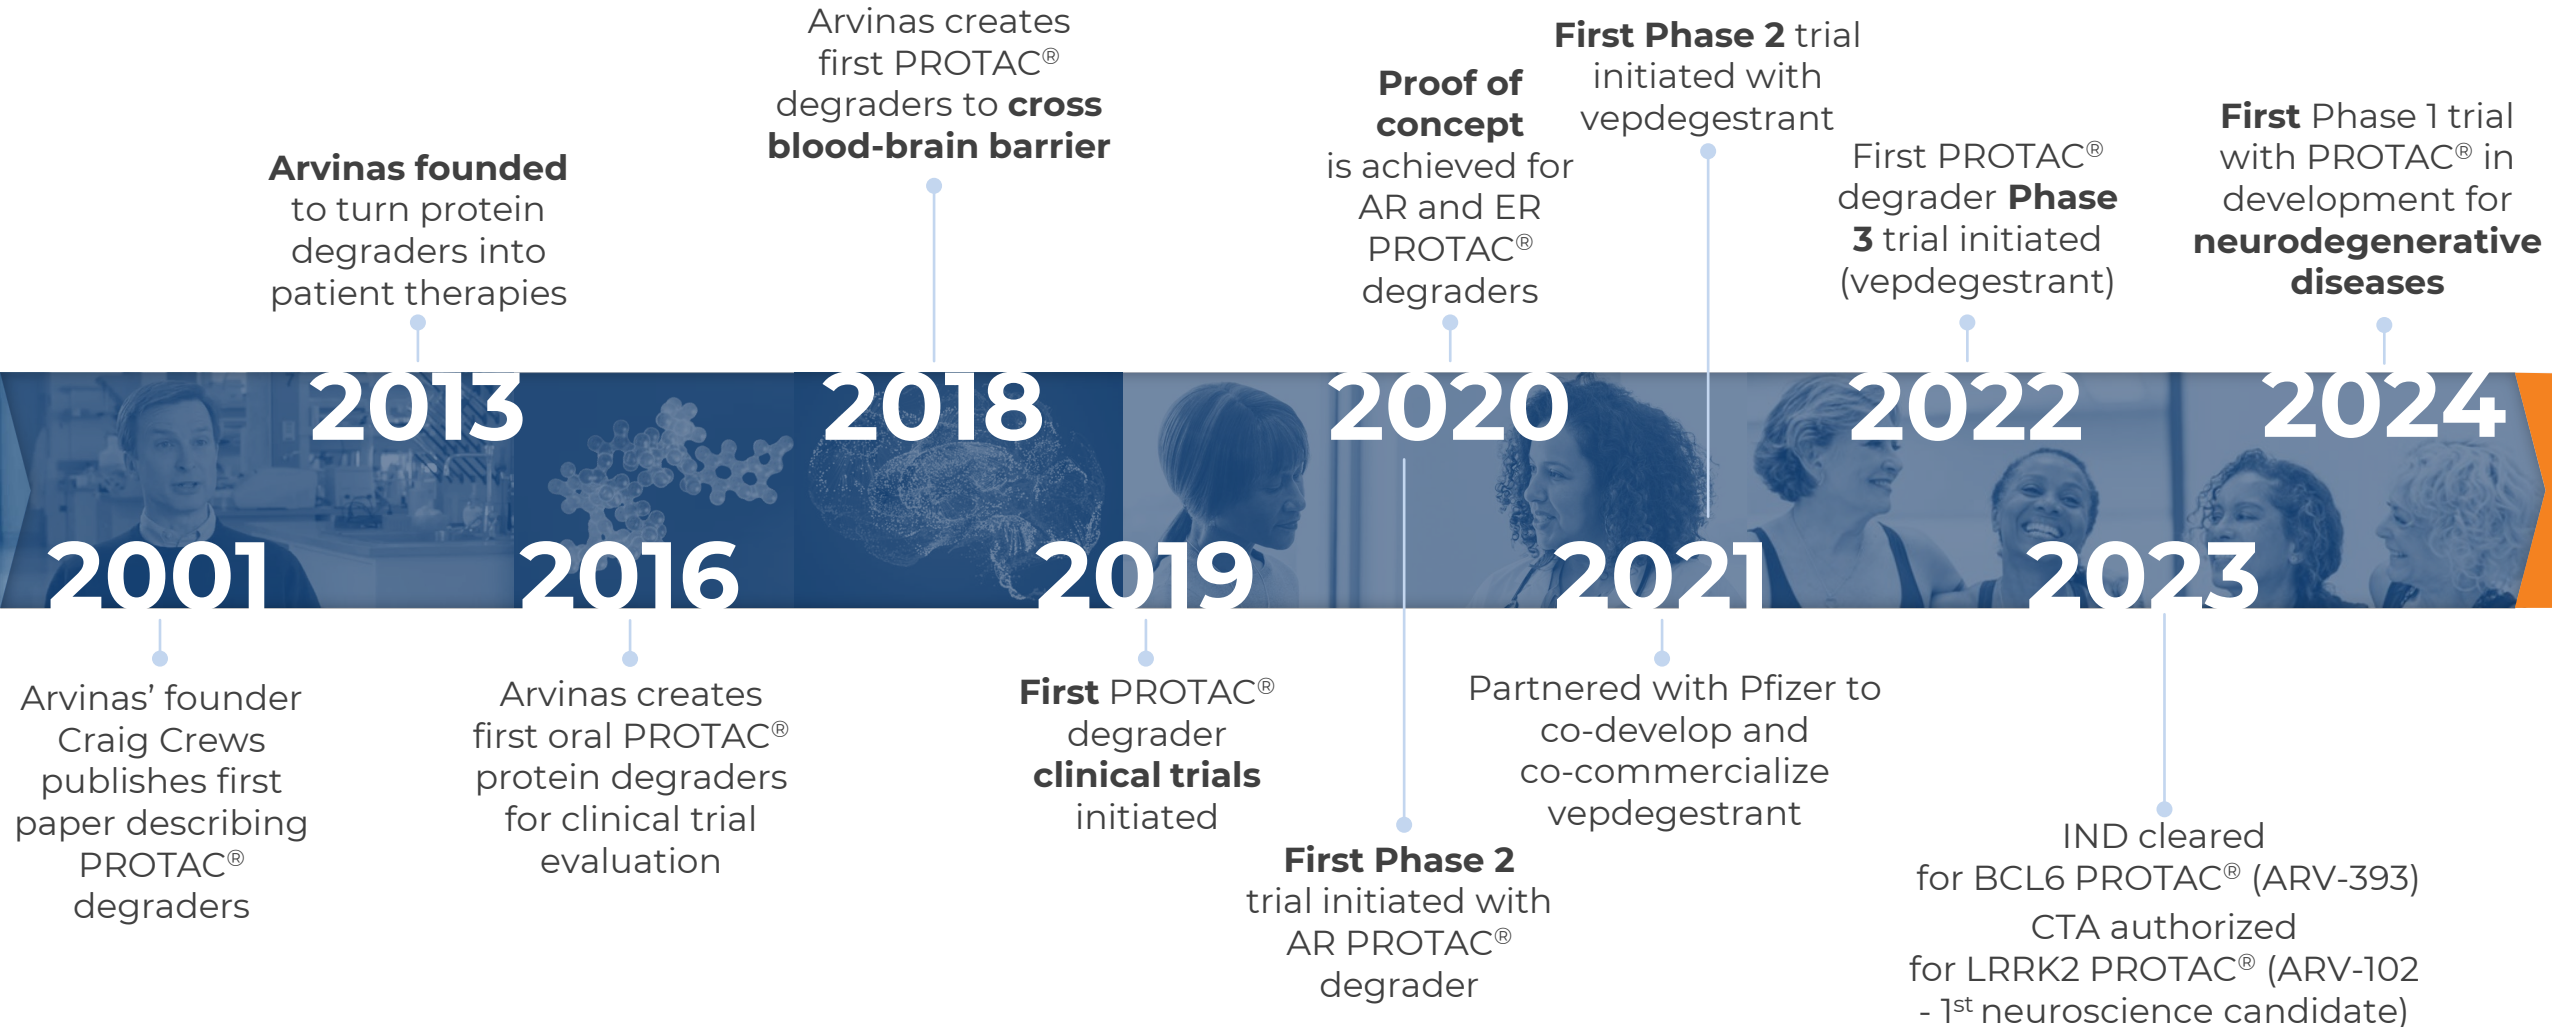 2001
Arvinas’ founder
Craig Crews
publishes first
paper describing
PROTAC®
degraders
Arvinas founded
to turn protein
degraders into
patient therapies
2013
2016
Arvinas creates
first oral PROTAC®
protein degraders
for clinical trial
evaluation
Arvinas creates
first PROTAC®
degraders to cross
blood-brain barrier
2018
2019
First PROTAC®
degrader
clinical trials
initiated
Proof of
concept
is achieved for
AR and ER
PROTAC®
degraders
2020
First Phase 2
trial initiated with
AR PROTAC®
degrader
First Phase 2 trial
initiated with
vepdegestrant
2021
Partnered with Pfizer to
co-develop and
co-commercialize
vepdegestrant
First PROTAC®
degrader Phase
3 trial initiated
(vepdegestrant)
2022
2023
IND cleared
for BCL6 PROTAC® (ARV-393)
CTA authorized
for LRRK2 PROTAC® (ARV-102
- 1st neuroscience candidate)
First Phase 1 trial
with PROTAC® in
development for
neurodegenerative
diseases
2024